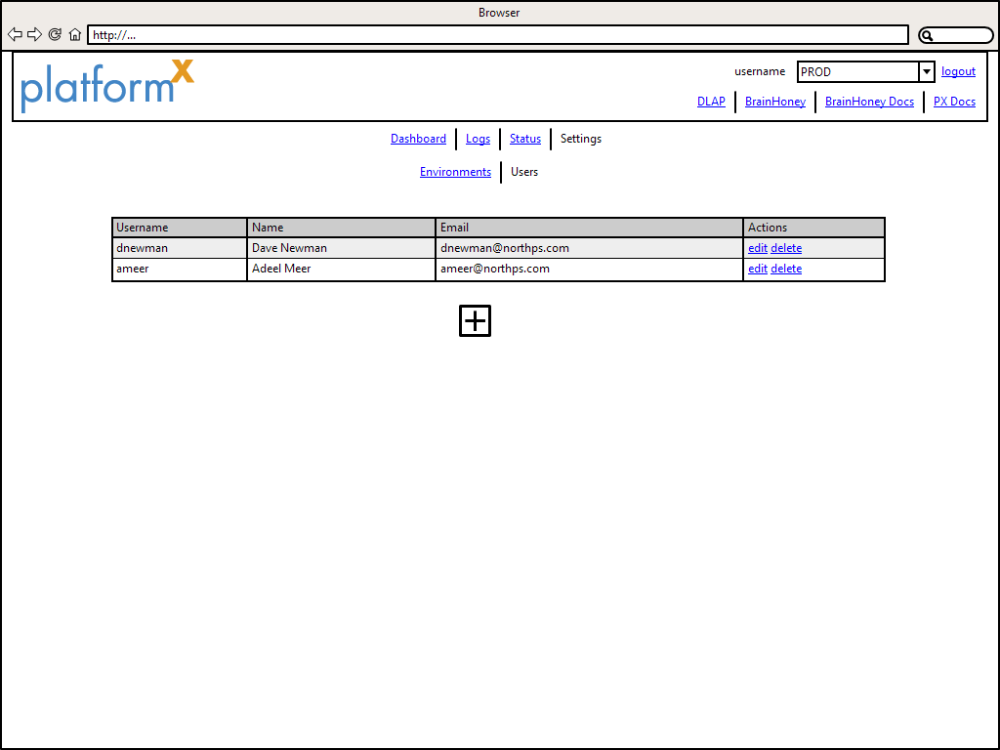 Browser
http://...
platformx
username PROD logout
DLAP BrainHoney BrainHoney Docs PX Docs
Dashboard Logs Status Settings
Environments Users
Username Name Email Actions
dnewman Dave Newman dnewman@northps.com edit delete
ameer Adeel Meer ameer@northps.com edit delete